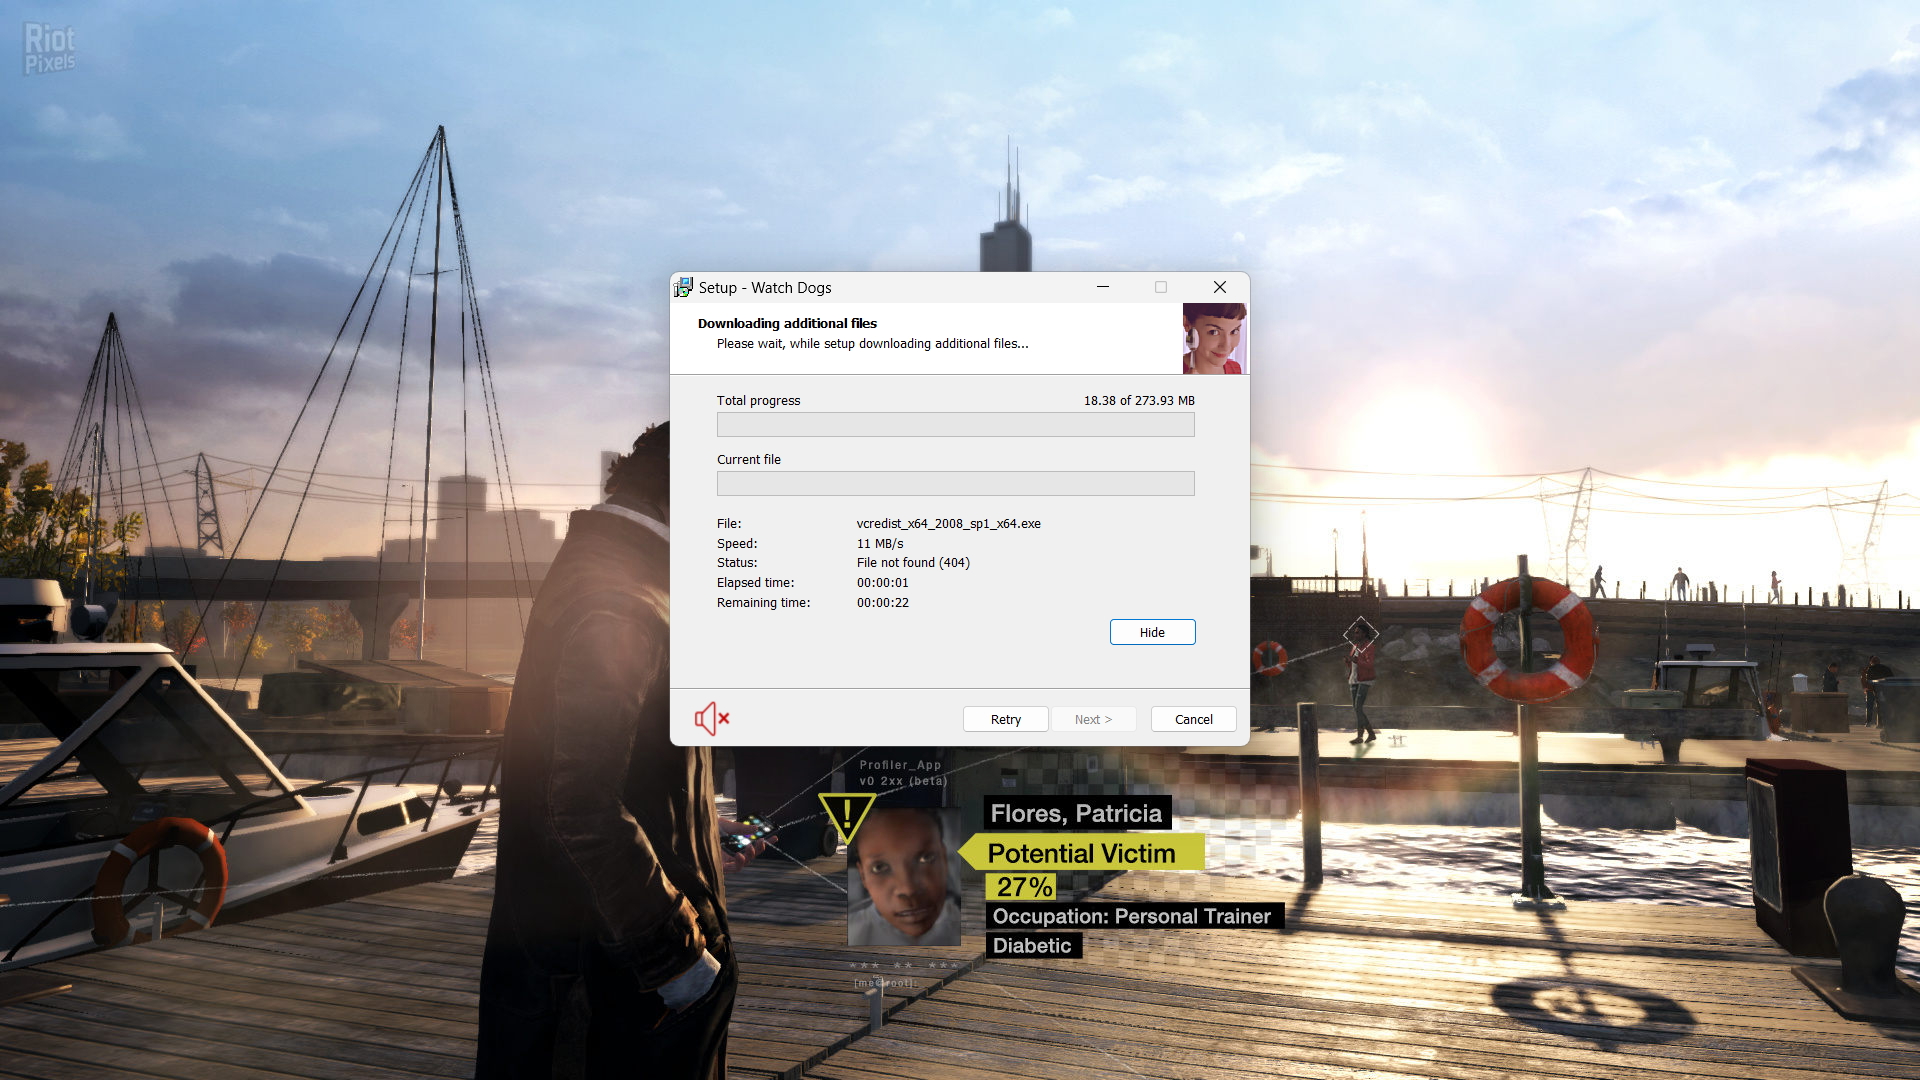 Riot
Pixels
Setup - Watch Dogs
Downloading additional files
Please wait, while setup downloading additional files...
Total progress
18.38 of 273.93 MB
Current file
File:
vcredist_x64_2008_sp1_x64.exe
Speed:
11 MB/s
Status:
File not found (404)
Elapsed time:
00:00:01
Remaining time:
00:00:22
Hide
Retry
Next >
Cancel
Profiler_App
v0 2xx (beta)
Flores, Patricia
Potential Victim
27%
Occupation: Personal Trainer
Diabetic
*** ** ***
[me@root]: